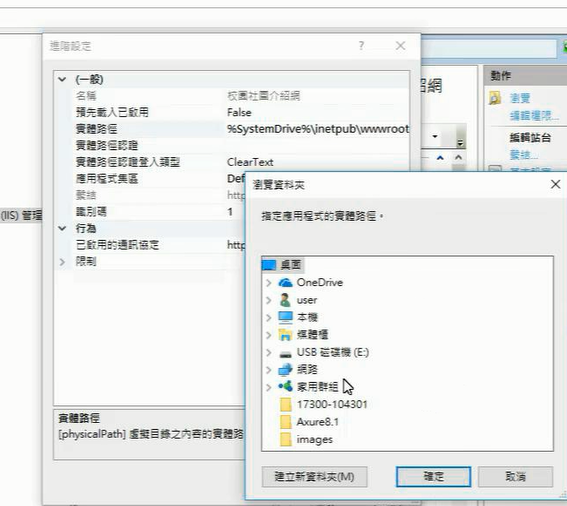 進階設定
?
(一般)
名稱 校園社團介紹網
預先載入已啟用 False
實體路徑 %SystemDrive%\inetpub\wwwroot
實體路徑認證
實體路徑認證登入類型 ClearText
應用程式集區 Def
繫結 http
識別碼 1
行為
已啟用的通訊協定 http
限制
實體路徑
[physicalPath] 虛擬目錄之內容的實體路
(IIS) 管理
紹網
動作
瀏覽
編輯權限...
編輯站台
繫結...
瀏覽資料夾
指定應用程式的實體路徑。
桌面
OneDrive
user
本機
媒體櫃
USB 磁碟機 (E:)
網路
家用群組
17300-104301
Axure8.1
images
建立新資料夾(M)
確定
取消